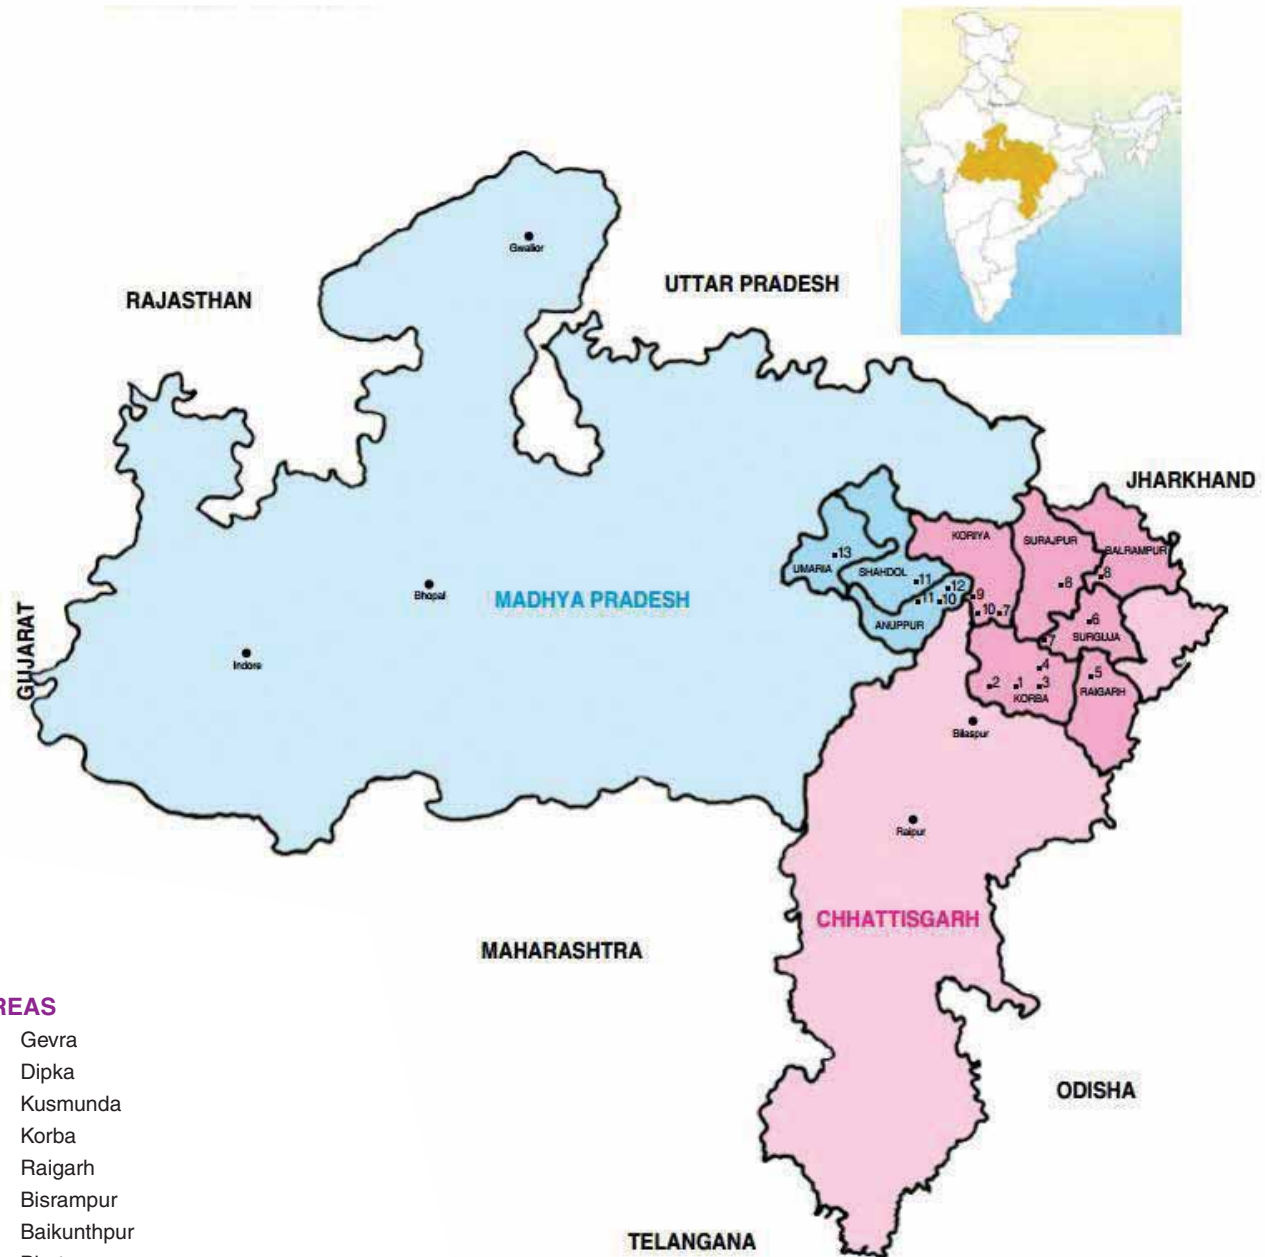 Gwalior
RAJASTHAN
UTTAR PRADESH
JHARKHAND
KORIYA
SURAJPUR
BALRAMPUR
13
UMARIA
SHAHDOL
11
12
8
8
Bhopal
MADHYA PRADESH
11
10
9
10
7
6
ANUPPUR
SURGUJA
7
GUJARAT
Indore
4
5
2
1
3
KORBA
RAIGARH
Bilaspur
Raipur
CHHATTISGARH
MAHARASHTRA
REAS
Gevra
Dipka
Kusmunda
Korba
Raigarh
Bisrampur
Baikunthpur
ODISHA
TELANGANA